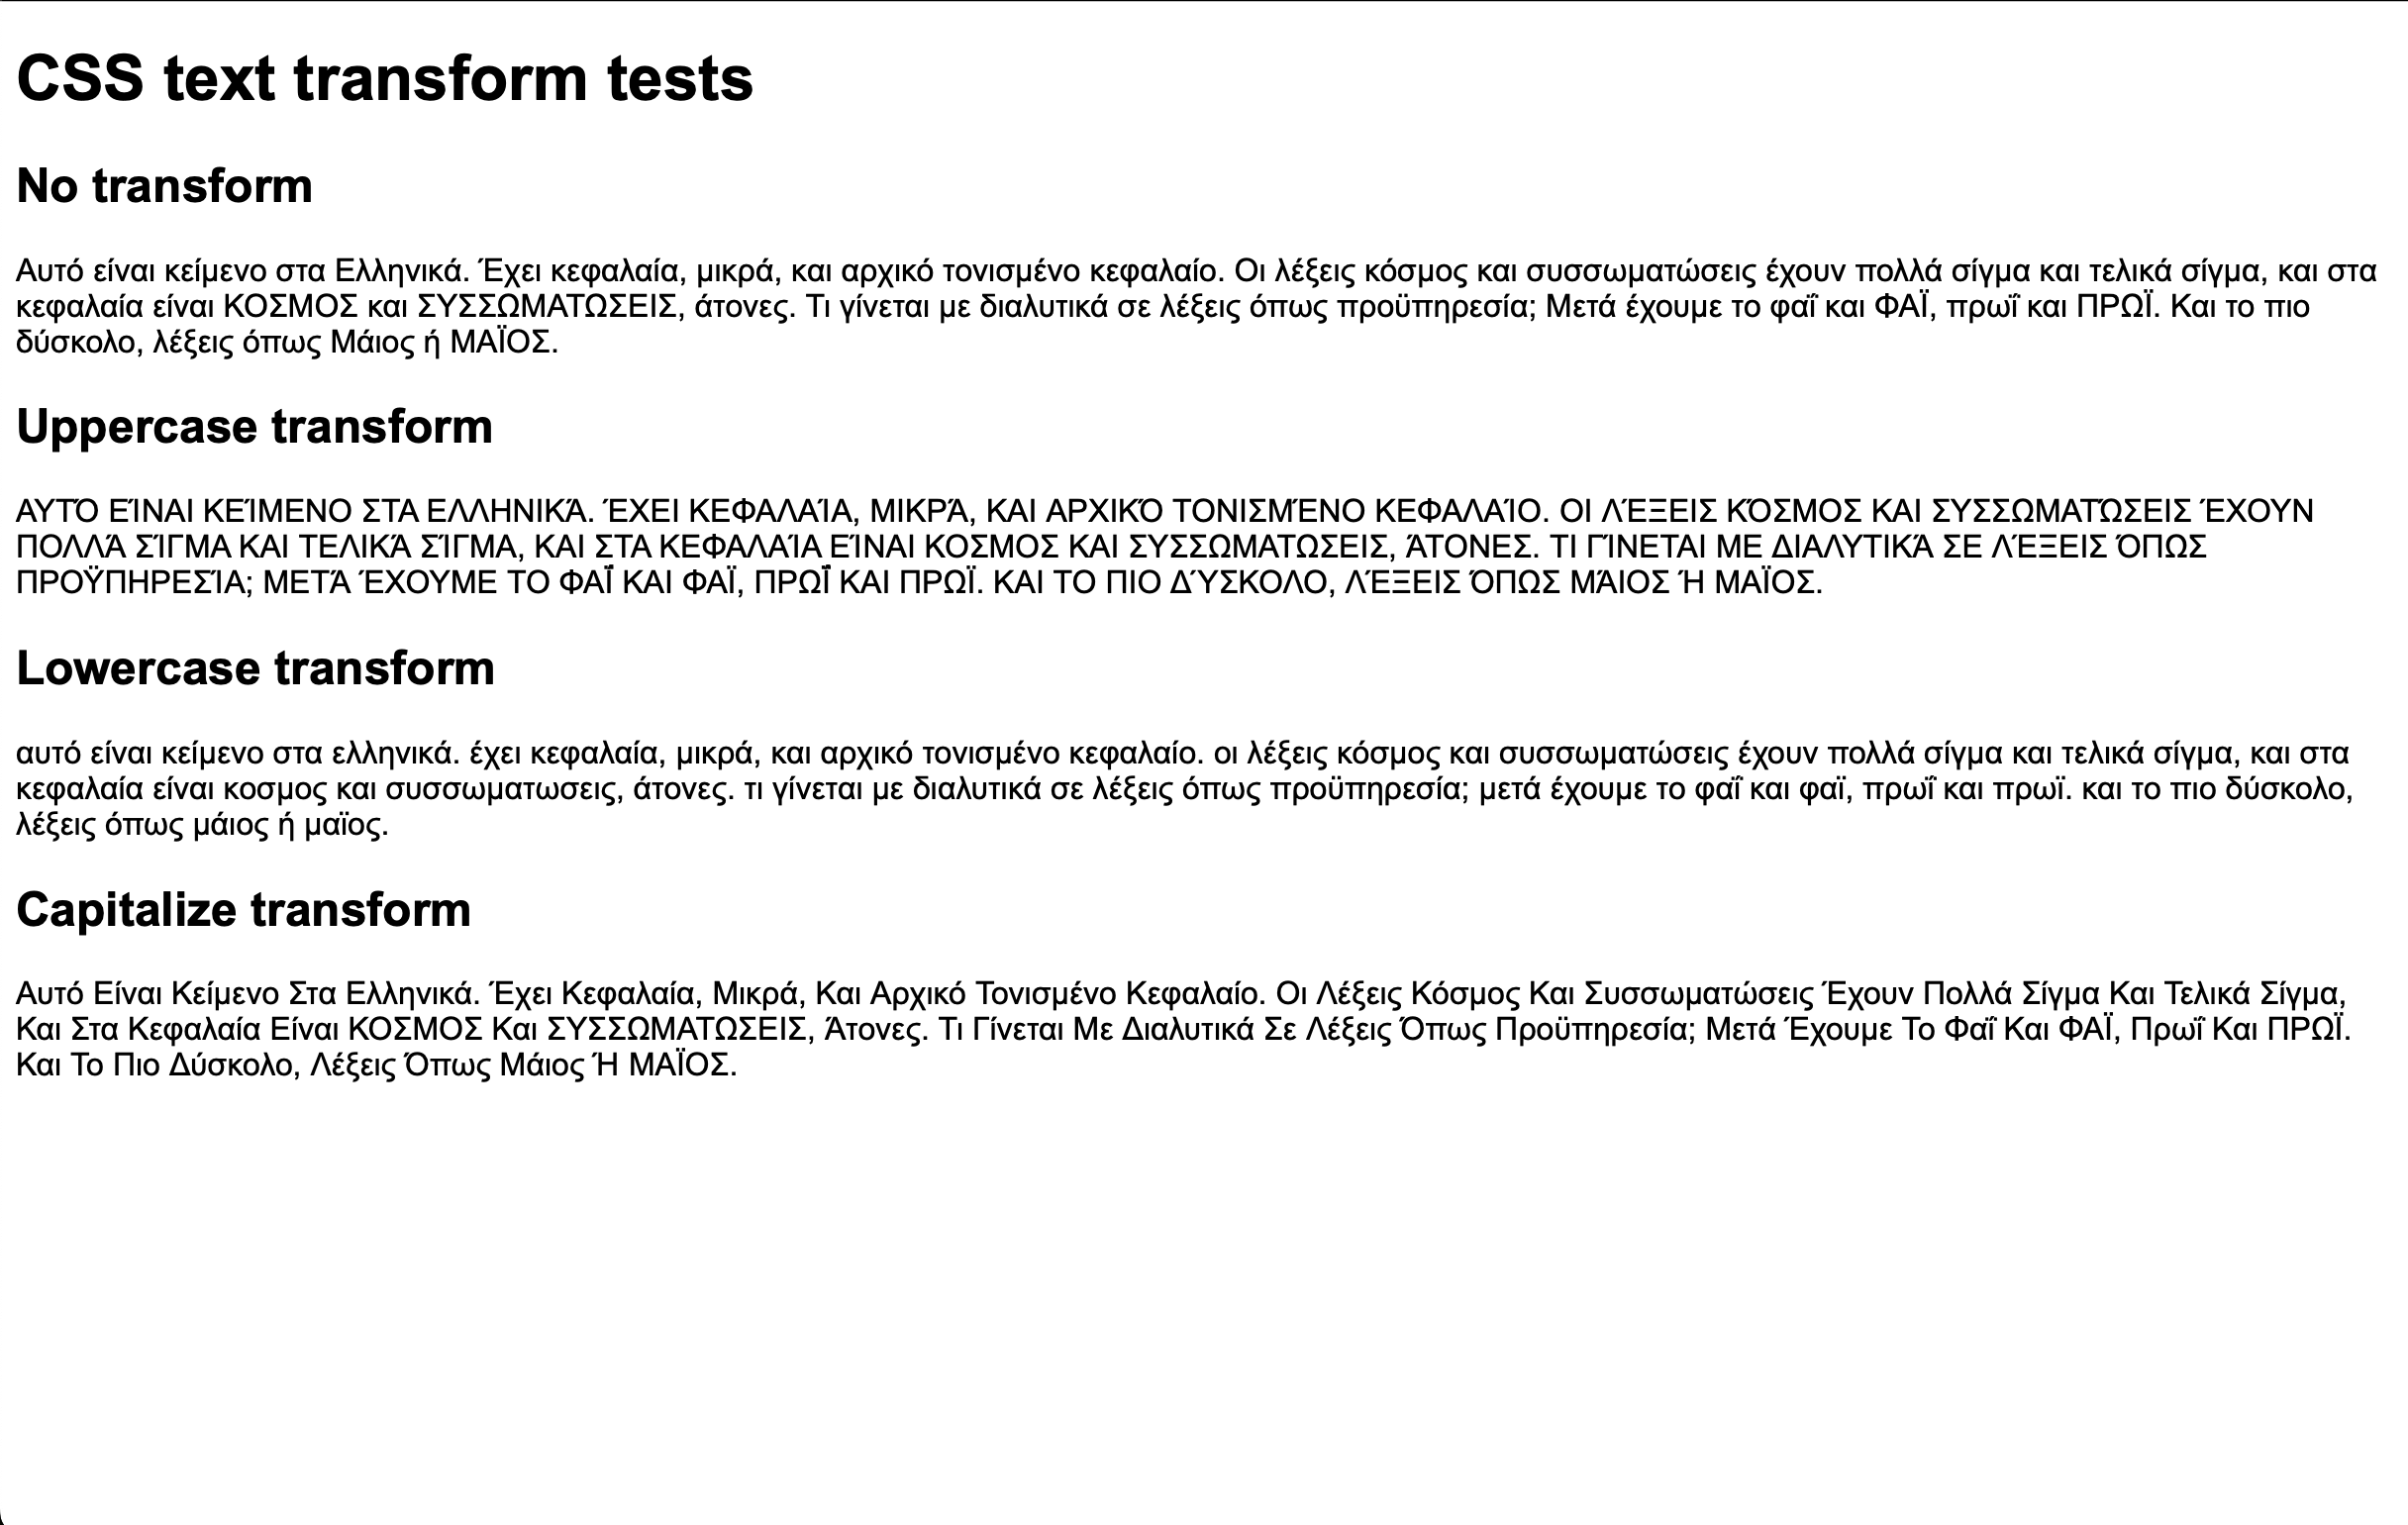 CSS text transform tests
No transform
Αυτό είναι κείμενο στα Ελληνικά. Έχει κεφαλαία, μικρά, και αρχικό τονισμένο κεφαλαίο. Οι λέξεις κόσμος και συσσωματώσεις έχουν πολλά σίγμα και τελικά σίγμα, και στα
κεφαλαία είναι ΚΟΣΜΟΣ και ΣΥΣΣΩΜΑΤΩΣΕΙΣ, άτονες. Τι γίνεται με διαλυτικά σε λέξεις όπως προϋπηρεσία; Μετά έχουμε το φαΐ και ΦΑΪ, πρωΐ και ΠΡΩΪ. Και το πιο
δύσκολο, λέξεις όπως Μάιος ή ΜΑΪΟΣ.
Uppercase transform
ΑΥΤΌ ΕΊΝΑΙ ΚΕΊΜΕΝΟ ΣΤΑ ΕΛΛΗΝΙΚΆ. ΈΧΕΙ ΚΕΦΑΛΑΊΑ, ΜΙΚΡΆ, ΚΑΙ ΑΡΧΙΚΌ ΤΟΝΙΣΜΈΝΟ ΚΕΦΑΛΑΊΟ. ΟΙ ΛΈΞΕΙΣ ΚΌΣΜΟΣ ΚΑΙ ΣΥΣΣΩΜΑΤΏΣΕΙΣ ΈΧΟΥΝ
ΠΟΛΛΆ ΣΊΓΜΑ ΚΑΙ ΤΕΛΙΚΆ ΣΊΓΜΑ, ΚΑΙ ΣΤΑ ΚΕΦΑΛΑΊΑ ΕΊΝΑΙ ΚΟΣΜΟΣ ΚΑΙ ΣΥΣΣΩΜΑΤΩΣΕΙΣ, ΆΤΟΝΕΣ. ΤΙ ΓΊΝΕΤΑΙ ΜΕ ΔΙΑΛΥΤΙΚΆ ΣΕ ΛΈΞΕΙΣ ΌΠΩΣ
ΠΡΟΫΠΗΡΕΣΊΑ; ΜΕΤΆ ΈΧΟΥΜΕ ΤΟ ΦΑΪ́ ΚΑΙ ΦΑΪ, ΠΡΩΪ́ ΚΑΙ ΠΡΩΪ. ΚΑΙ ΤΟ ΠΙΟ ΔΎΣΚΟΛΟ, ΛΈΞΕΙΣ ΌΠΩΣ ΜΆΙΟΣ Ή ΜΑΪΟΣ.
Lowercase transform
αυτό είναι κείμενο στα ελληνικά. έχει κεφαλαία, μικρά, και αρχικό τονισμένο κεφαλαίο. οι λέξεις κόσμος και συσσωματώσεις έχουν πολλά σίγμα και τελικά σίγμα, και στα
κεφαλαία είναι κοσμος και συσσωματωσεις, άτονες. τι γίνεται με διαλυτικά σε λέξεις όπως προϋπηρεσία; μετά έχουμε το φαΐ και φαϊ, πρωΐ και πρωϊ. και το πιο δύσκολο,
λέξεις όπως μάιος ή μαϊος.
Capitalize transform
Αυτό Είναι Κείμενο Στα Ελληνικά. Έχει Κεφαλαία, Μικρά, Και Αρχικό Τονισμένο Κεφαλαίο. Οι Λέξεις Κόσμος Και Συσσωματώσεις Έχουν Πολλά Σίγμα Και Τελικά Σίγμα,
Και Στα Κεφαλαία Είναι ΚΟΣΜΟΣ Και ΣΥΣΣΩΜΑΤΩΣΕΙΣ, Άτονες. Τι Γίνεται Με Διαλυτικά Σε Λέξεις Όπως Προϋπηρεσία; Μετά Έχουμε Το Φαΐ Και ΦΑΪ, Πρωΐ Και ΠΡΩΪ.
Και Το Πιο Δύσκολο, Λέξεις Όπως Μάιος Ή ΜΑΪΟΣ.